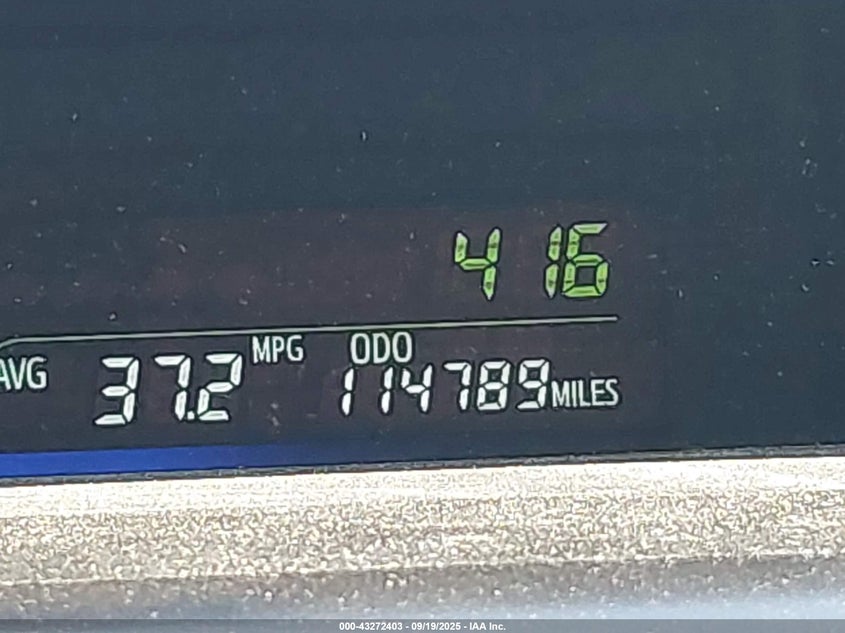 4 16
AVG 37.2 MPG ODO 114789 MILES
000-43272403 - 09/19/2025 - IAA Inc.